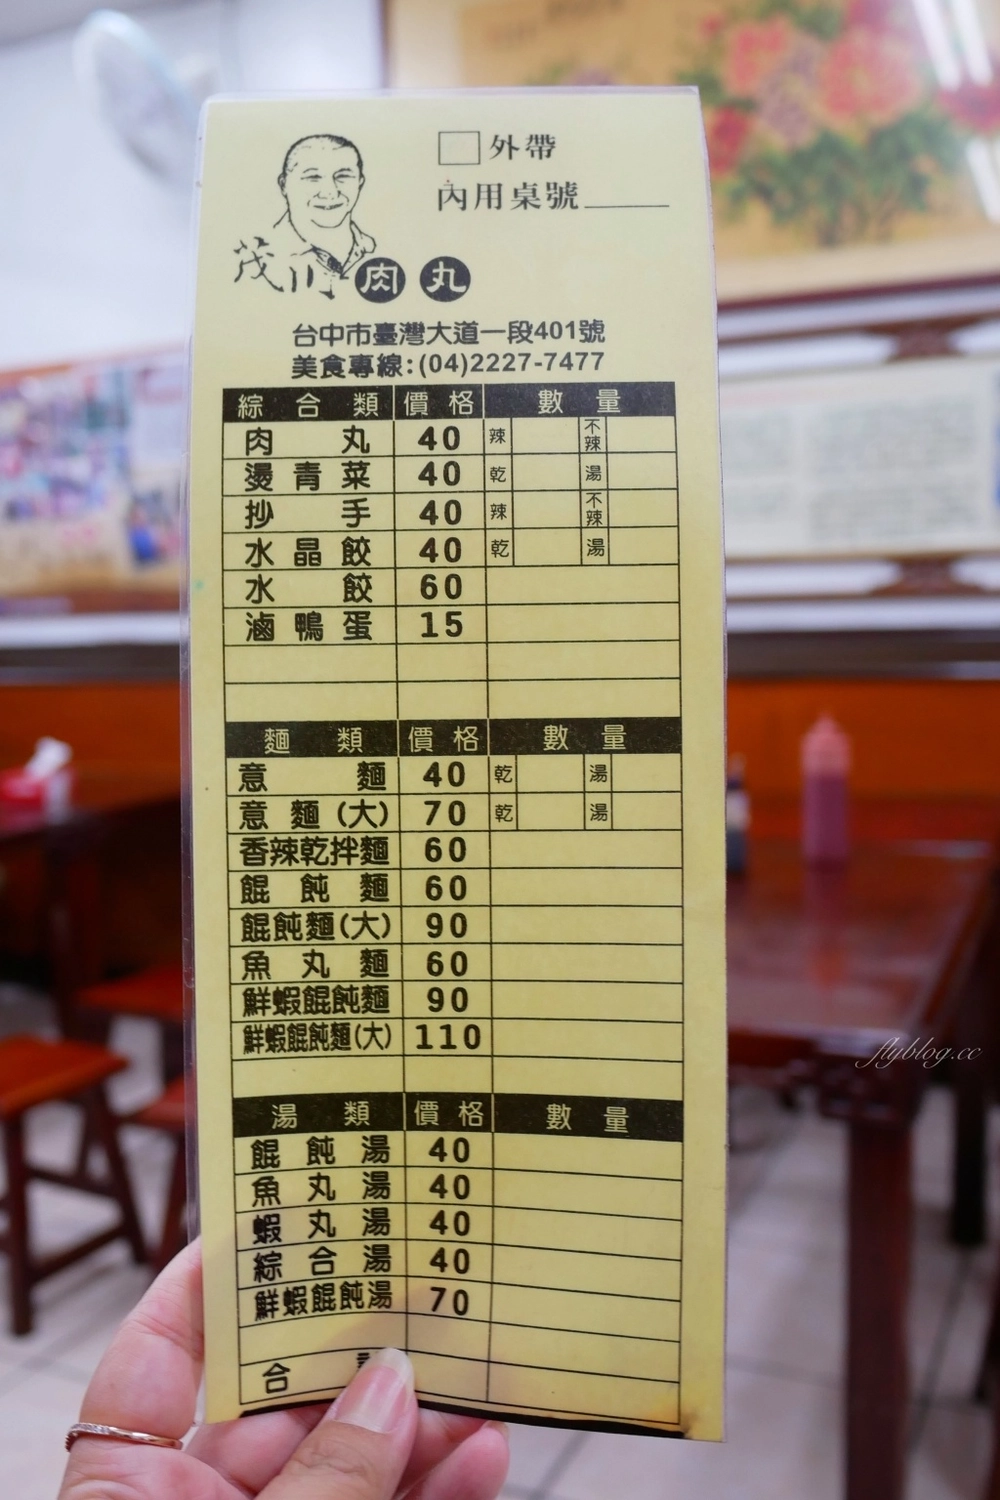 外帶
內用桌號
茂川肉丸
台中市臺灣大道一段401號
美食專線:(04)2227-7477
綜合類 價格 數量
肉丸 40 辣 不辣
燙青菜 40 乾 湯
抄手 40 辣 不辣
水晶餃 40 乾 湯
水餃 60
滷鴨蛋 15
麵類 價格 數量
意麵 40 乾 湯
意麵(大) 70 乾 湯
香辣乾拌麵 60
餛飩麵 60
餛飩麵(大) 90
魚丸麵 60
鮮蝦餛飩麵 90
鮮蝦餛飩麵(大) 110
湯類 價格 數量
餛飩湯 40
魚丸湯 40
蝦丸湯 40
綜合湯 40
鮮蝦餛飩湯 70
合
flyblog.cc